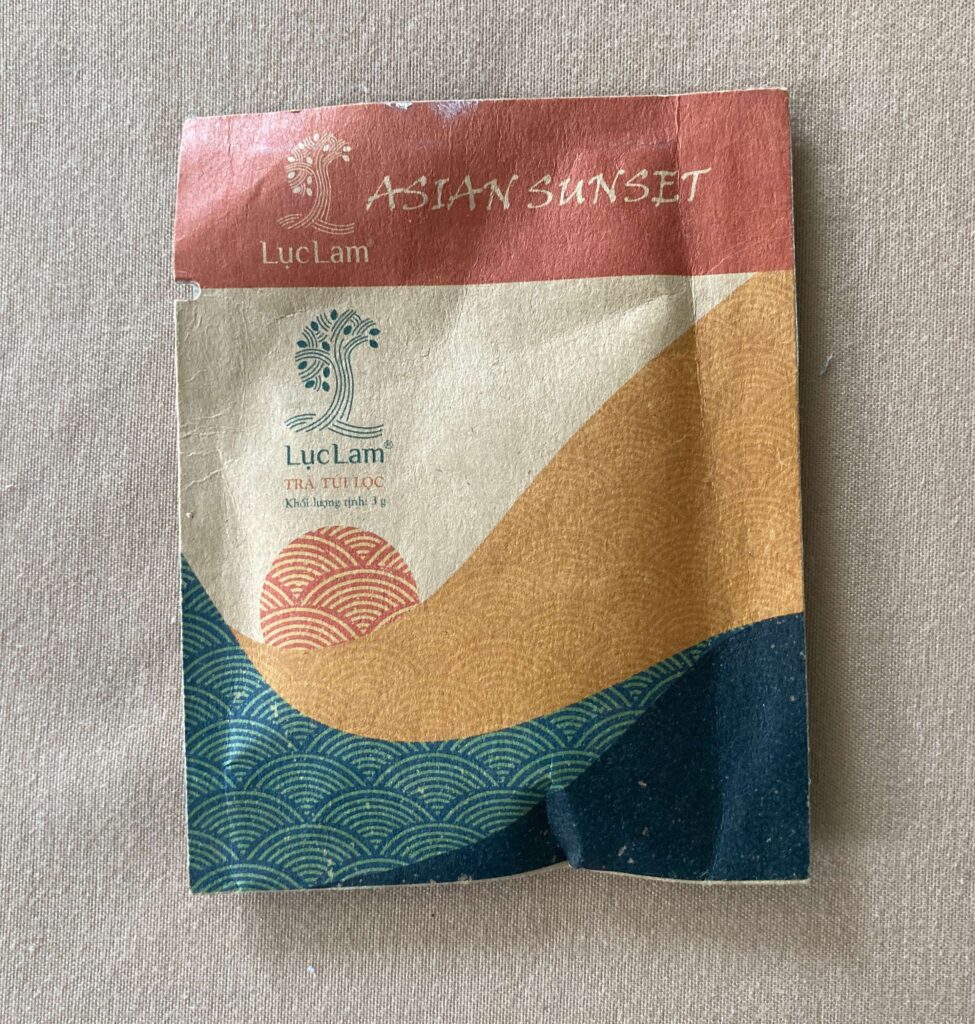 ASIAN SUNSET
LụcLam®
LụcLam®
TRÀ TÚI LỌC
Khối lượng tịnh: 3 g